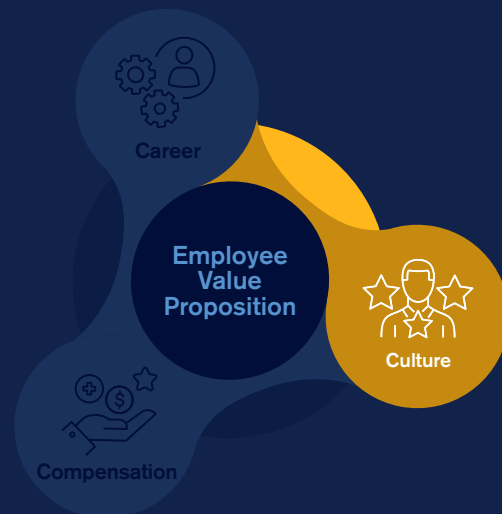 Career
Employee
Value
Proposition
Culture
$
Compensation